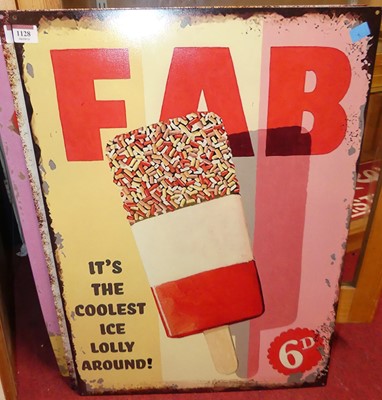 1128
FAB
IT'S
THE
COOLEST
ICE
LOLLY
AROUND!
6D